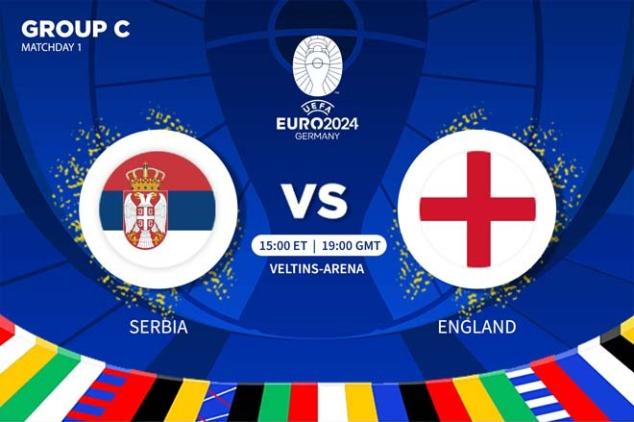 GROUP C
MATCHDAY 1
UEFA
EURO2024
GERMANY
VS
15:00 ET | 19:00 GMT
VELTINS-ARENA
SERBIA
ENGLAND